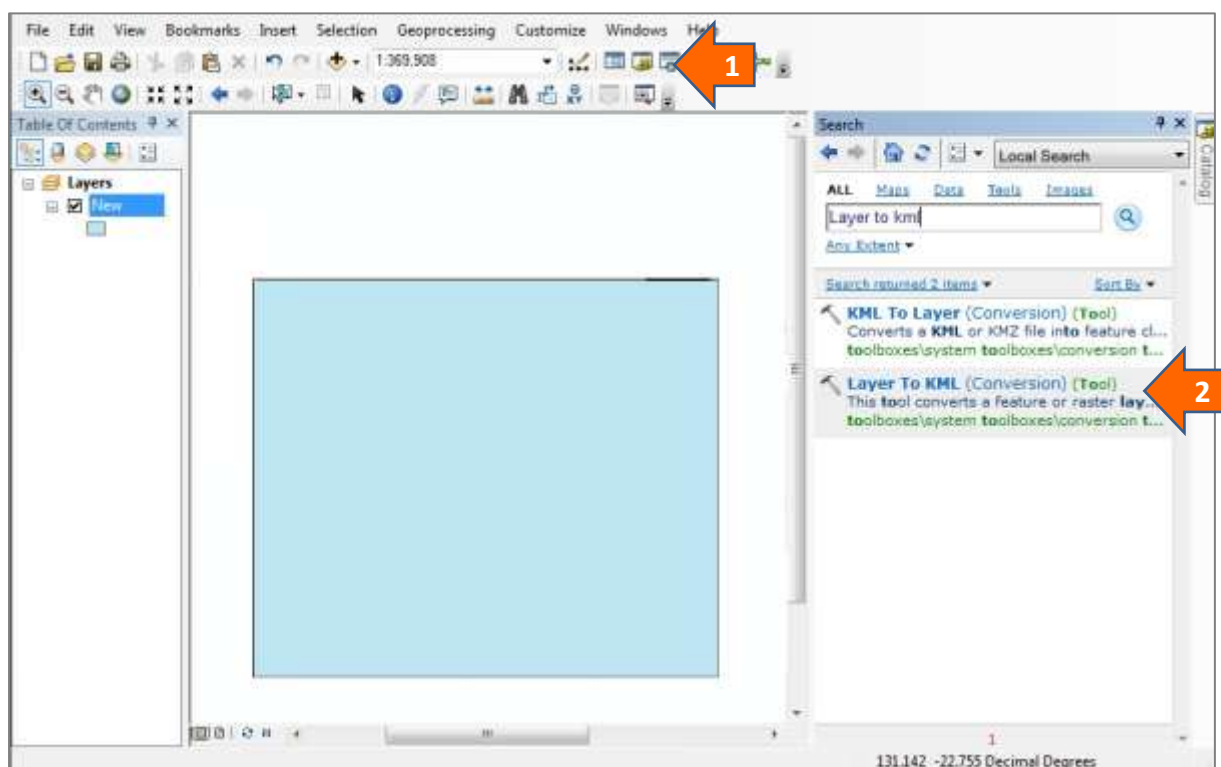 File Edit View Bookmarks Insert Selection Geoprocessing Customize Windows Help
1:369,908
1
Table Of Contents
Layers
New
Search
Catalog
Local Search
ALL Maps Data Tools Images
Layer to kml
Any Extent
Search returned 2 items Sort By
KML To Layer (Conversion) (Tool)
Converts a KML or KMZ file into feature cl...
toolboxes\system toolboxes\conversion t...
Layer To KML (Conversion) (Tool)
2
This tool converts a feature or raster lay...
toolboxes\system toolboxes\conversion t...
1
131.142 -22.755 Decimal Degrees